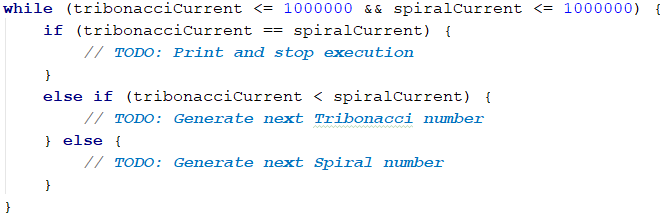 while (tribonacciCurrent <= 1000000 && spiralCurrent <= 1000000) {
    if (tribonacciCurrent == spiralCurrent) {
        // TODO: Print and stop execution
    }
    else if (tribonacciCurrent < spiralCurrent) {
        // TODO: Generate next Tribonacci number
    } else {
        // TODO: Generate next Spiral number
    }
}